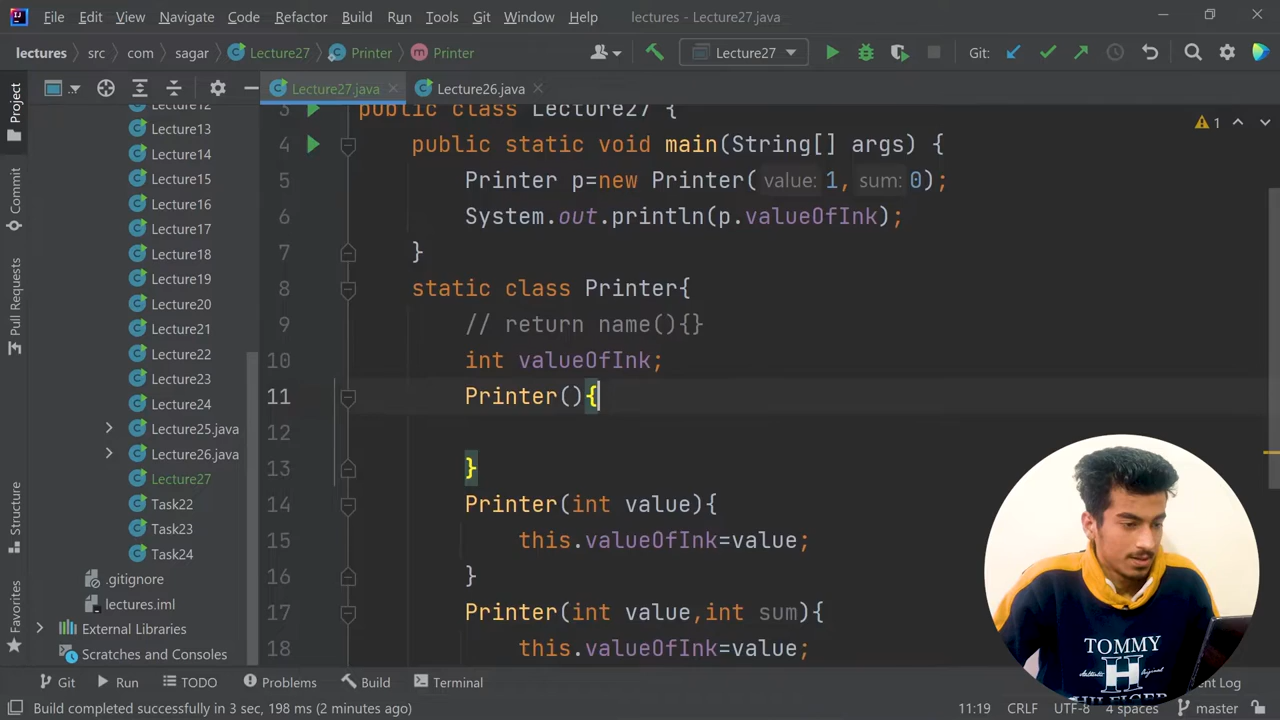 File Edit View Navigate Code Refactor Build Run Tools Git Window Help lectures - Lecture27.java
lectures src com sagar Lecture27 Printer Printer Lecture27 Git:
Project
Commit
Pull Requests
Structure
Favorites
Lecture12
Lecture13
Lecture14
Lecture15
Lecture16
Lecture17
Lecture18
Lecture19
Lecture20
Lecture21
Lecture22
Lecture23
Lecture24
Lecture25.java
Lecture26.java
Lecture27
Task22
Task23
Task24
.gitignore
lectures.iml
External Libraries
Scratches and Consoles
Lecture27.java Lecture26.java
1
3 public class Lecture27 {
4 public static void main(String[] args) {
5 Printer p=new Printer( value: 1, sum: 0);
6 System.out.println(p.valueOfInk);
7 }
8 static class Printer{
9 // return name(){}
10 int valueOfInk;
11 Printer(){
12
13 }
14 Printer(int value){
15 this.valueOfInk=value;
16 }
17 Printer(int value,int sum){
18 this.valueOfInk=value;
TOMMY
H
HILFIGER
Git Run TODO Problems Build Terminal Log
Build completed successfully in 3 sec, 198 ms (2 minutes ago) 11:19 CRLF UTF-8 4 spaces master